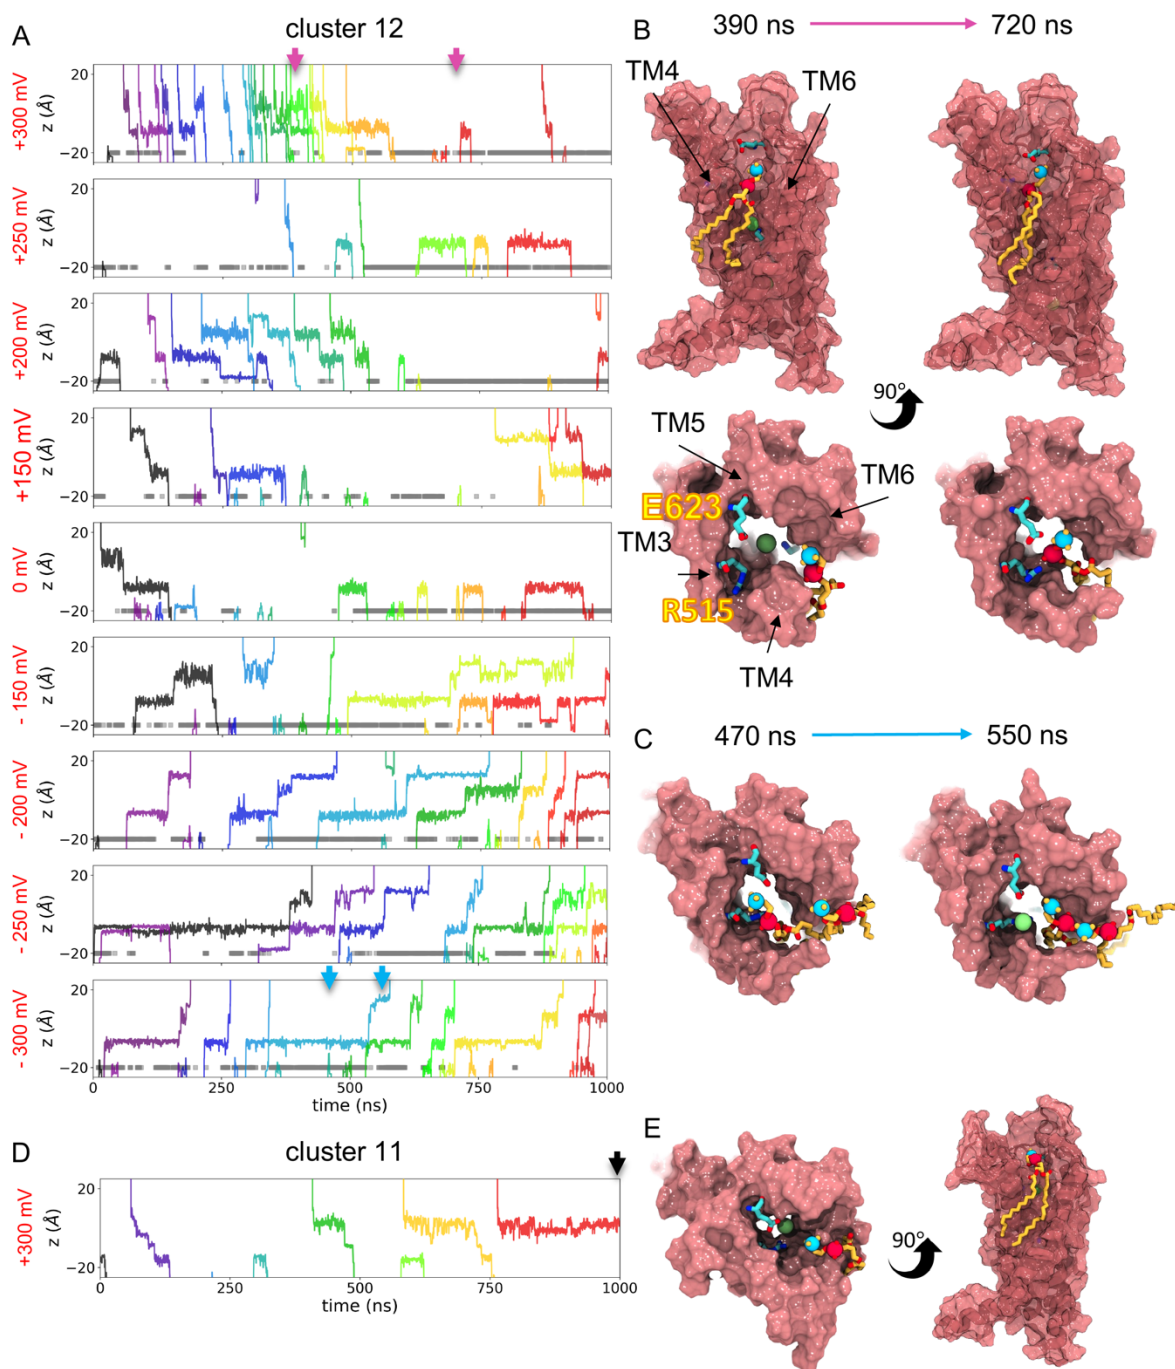 A
cluster 12
+300 mV
z (Å)
20
−20
+250 mV
z (Å)
20
−20
+200 mV
z (Å)
20
−20
+150 mV
z (Å)
20
−20
0 mV
z (Å)
20
−20
- 150 mV
z (Å)
20
−20
- 200 mV
z (Å)
20
−20
- 250 mV
z (Å)
20
−20
- 300 mV
z (Å)
20
−20
0 250 500 750 1000
time (ns)
B
390 ns 720 ns
TM4
TM6
90°
TM5
TM6
E623
TM3
R515
TM4
C
470 ns 550 ns
D
cluster 11
+300 mV
z (Å)
20
−20
0 250 500 750 1000
time (ns)
E
90°